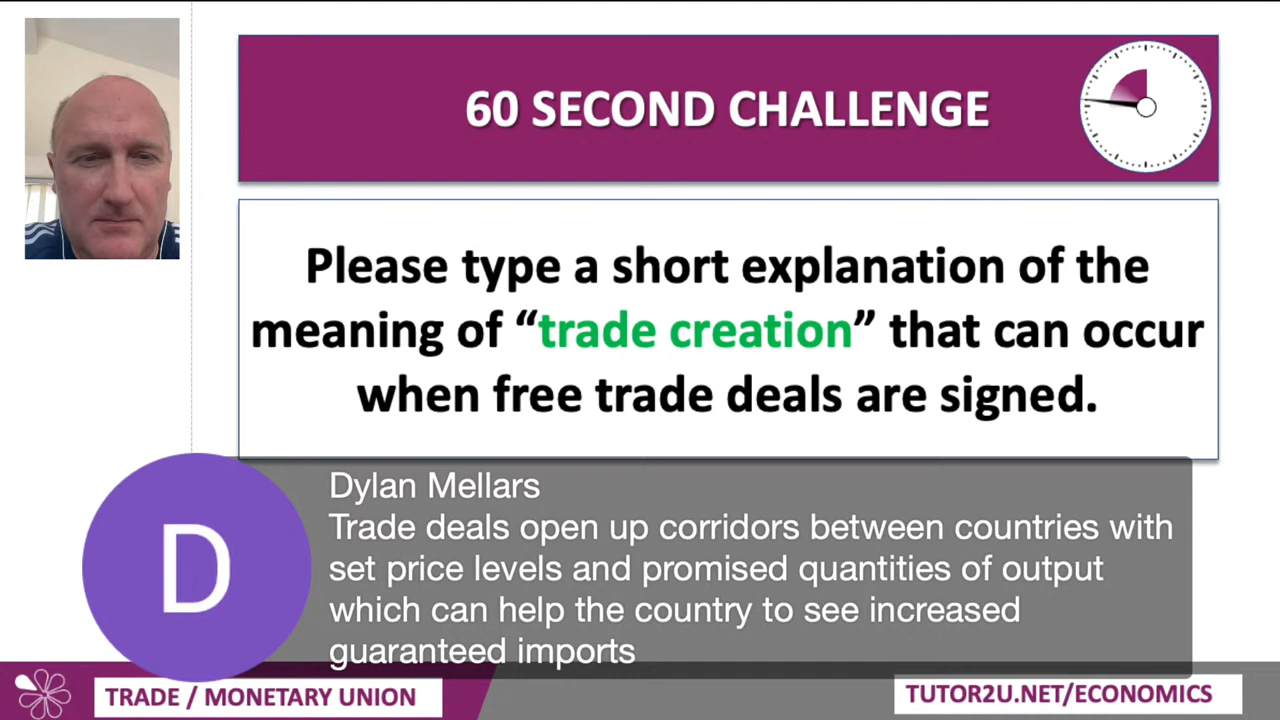 60 SECOND CHALLENGE
Please type a short explanation of the
meaning of “trade creation” that can occur
when free trade deals are signed.
D
Dylan Mellars
Trade deals open up corridors between countries with
set price levels and promised quantities of output
which can help the country to see increased
guaranteed imports
TRADE / MONETARY UNION
TUTOR2U.NET/ECONOMICS